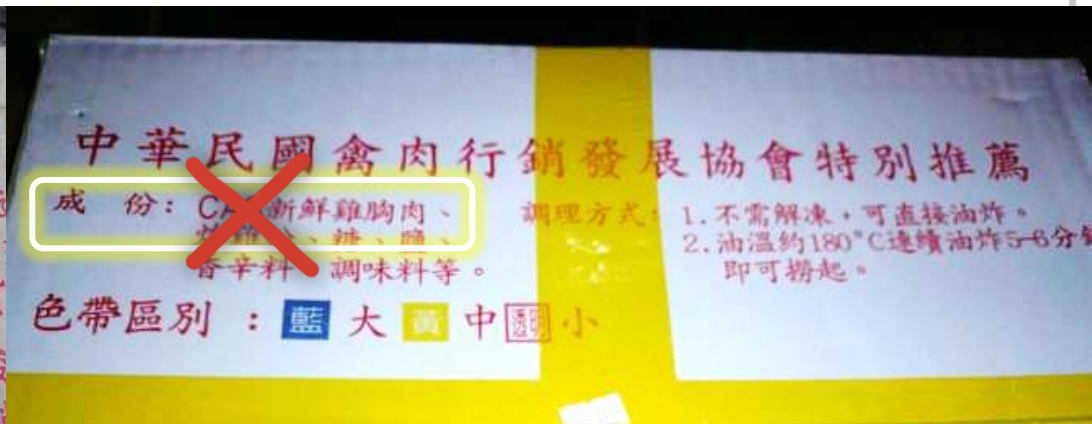 中華民國禽肉行銷發展協會特別推薦
成 份： 新鮮雞胸肉、
、糖、鹽、
香辛料、調味料等。
調理方式：1.不需解凍，可直接油炸。
2.油溫約180°C連續油炸5-6分鐘
即可撈起。
色帶區別 ：藍 大 黃 中 透明 小